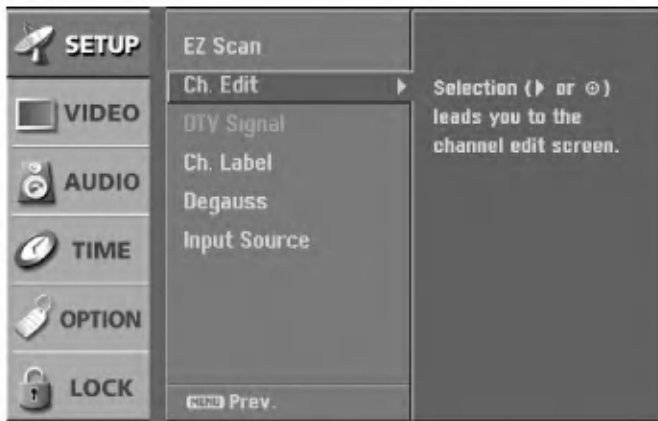 SETUP
VIDEO
AUDIO
TIME
OPTION
LOCK
EZ Scan
Ch. Edit
DTV Signal
Ch. Label
Degauss
Input Source
MENU Prev.
Selection (▶ or ⊙)
leads you to the
channel edit screen.